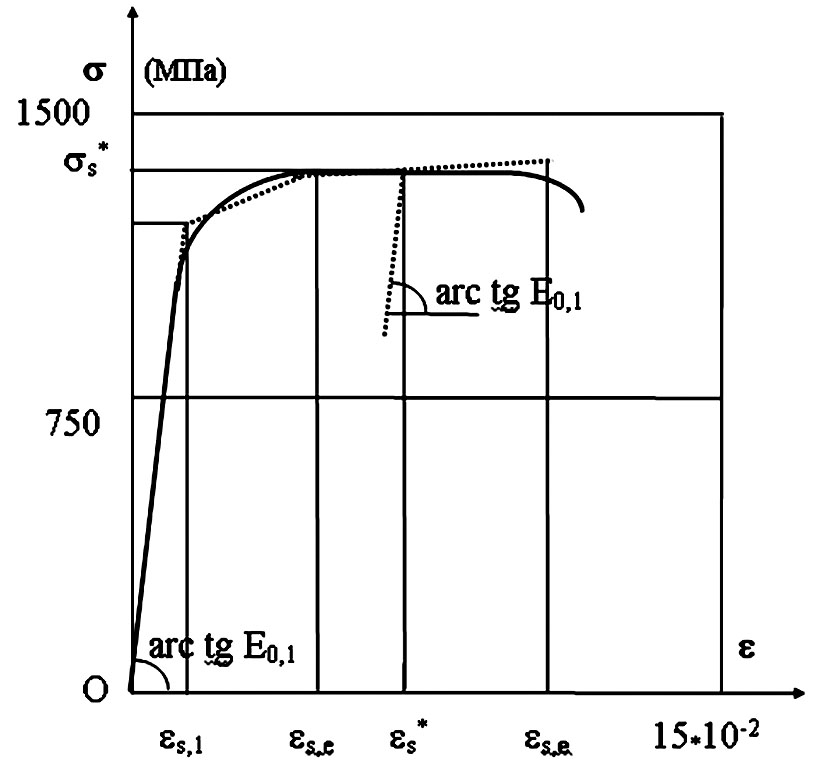 σ (МПа)
1500
σs*
arc tg E0,1
750
arc tg E0,1
ε
O
εs,1 εs,e εs* εs,e 15*10-2